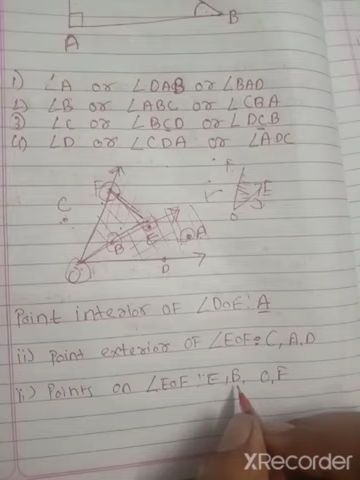 A B
1) ∠A or ∠DAB or ∠BAD
2) ∠B or ∠ABC or ∠CBA
3) ∠C or ∠BCD or ∠DCB
4) ∠D or ∠CDA or ∠ADC
F F
C E
B E A O
O D
Point interior OF ∠DOE: A
ii) Point exterior OF ∠EOF: C, A, D
ii) Points on ∠EOF: E, B, O, F
XRecorder